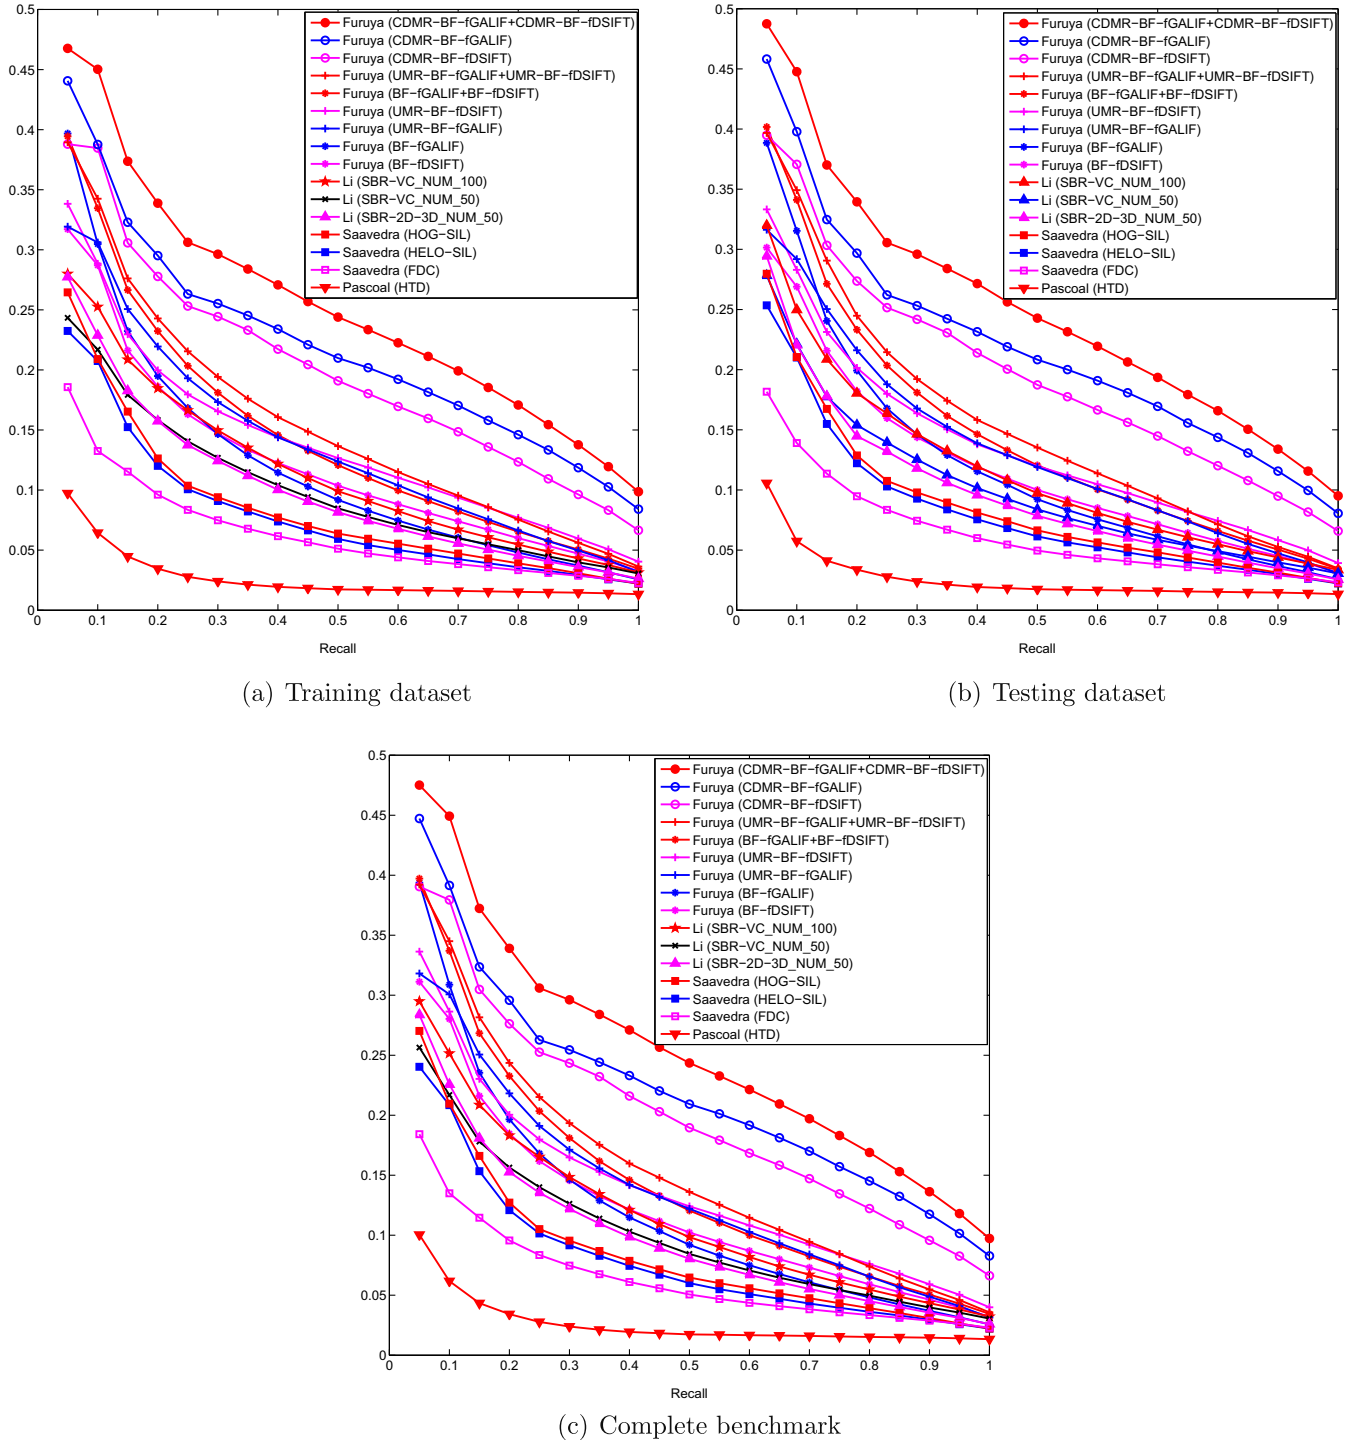 0.5
0.45
0.4
0.35
0.3
0.25
0.2
0.15
0.1
0.05
0
Furuya (CDMR−BF−fGALIF+CDMR−BF−fDSIFT)
Furuya (CDMR−BF−fGALIF)
Furuya (CDMR−BF−fDSIFT)
Furuya (UMR−BF−fGALIF+UMR−BF−fDSIFT)
Furuya (BF−fGALIF+BF−fDSIFT)
Furuya (UMR−BF−fDSIFT)
Furuya (UMR−BF−fGALIF)
Furuya (BF−fGALIF)
Furuya (BF−fDSIFT)
Li (SBR−VC_NUM_100)
Li (SBR−VC_NUM_50)
Li (SBR−2D−3D_NUM_50)
Saavedra (HOG−SIL)
Saavedra (HELO−SIL)
Saavedra (FDC)
Pascoal (HTD)
0 0.1 0.2 0.3 0.4 0.5 0.6 0.7 0.8 0.9 1
Recall
(a) Training dataset
0.5
0.45
0.4
0.35
0.3
0.25
0.2
0.15
0.1
0.05
0
Furuya (CDMR−BF−fGALIF+CDMR−BF−fDSIFT)
Furuya (CDMR−BF−fGALIF)
Furuya (CDMR−BF−fDSIFT)
Furuya (UMR−BF−fGALIF+UMR−BF−fDSIFT)
Furuya (BF−fGALIF+BF−fDSIFT)
Furuya (UMR−BF−fDSIFT)
Furuya (UMR−BF−fGALIF)
Furuya (BF−fGALIF)
Furuya (BF−fDSIFT)
Li (SBR−VC_NUM_100)
Li (SBR−VC_NUM_50)
Li (SBR−2D−3D_NUM_50)
Saavedra (HOG−SIL)
Saavedra (HELO−SIL)
Saavedra (FDC)
Pascoal (HTD)
0 0.1 0.2 0.3 0.4 0.5 0.6 0.7 0.8 0.9 1
Recall
(b) Testing dataset
0.5
0.45
0.4
0.35
0.3
0.25
0.2
0.15
0.1
0.05
0
Furuya (CDMR−BF−fGALIF+CDMR−BF−fDSIFT)
Furuya (CDMR−BF−fGALIF)
Furuya (CDMR−BF−fDSIFT)
Furuya (UMR−BF−fGALIF+UMR−BF−fDSIFT)
Furuya (BF−fGALIF+BF−fDSIFT)
Furuya (UMR−BF−fDSIFT)
Furuya (UMR−BF−fGALIF)
Furuya (BF−fGALIF)
Furuya (BF−fDSIFT)
Li (SBR−VC_NUM_100)
Li (SBR−VC_NUM_50)
Li (SBR−2D−3D_NUM_50)
Saavedra (HOG−SIL)
Saavedra (HELO−SIL)
Saavedra (FDC)
Pascoal (HTD)
0 0.1 0.2 0.3 0.4 0.5 0.6 0.7 0.8 0.9 1
Recall
(c) Complete benchmark